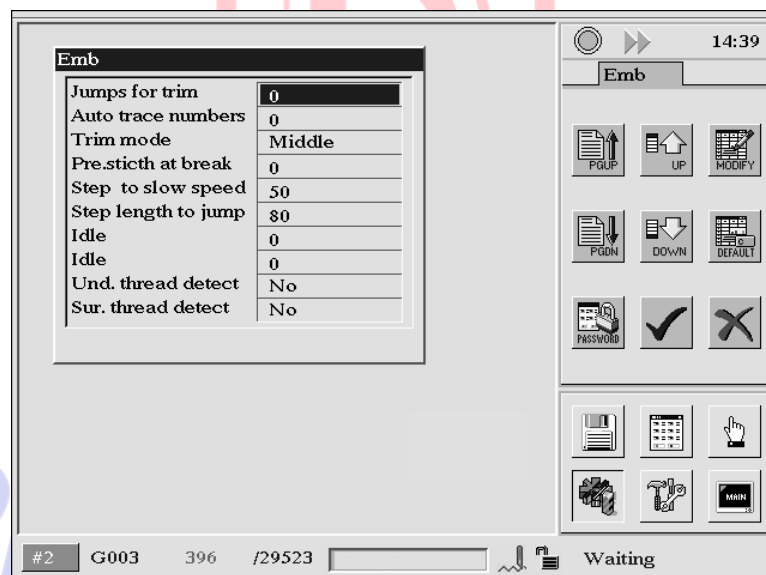 14:39
Emb
Emb
Jumps for trim 0
Auto trace numbers 0
Trim mode Middle
Pre.sticth at break 0
Step to slow speed 50
Step length to jump 80
Idle 0
Idle 0
Und. thread detect No
Sur. thread detect No
PGUP UP MODIFY
PGDN DOWN DEFAULT
PASSWORD
MAIN
#2 G003 396 /29523 Waiting